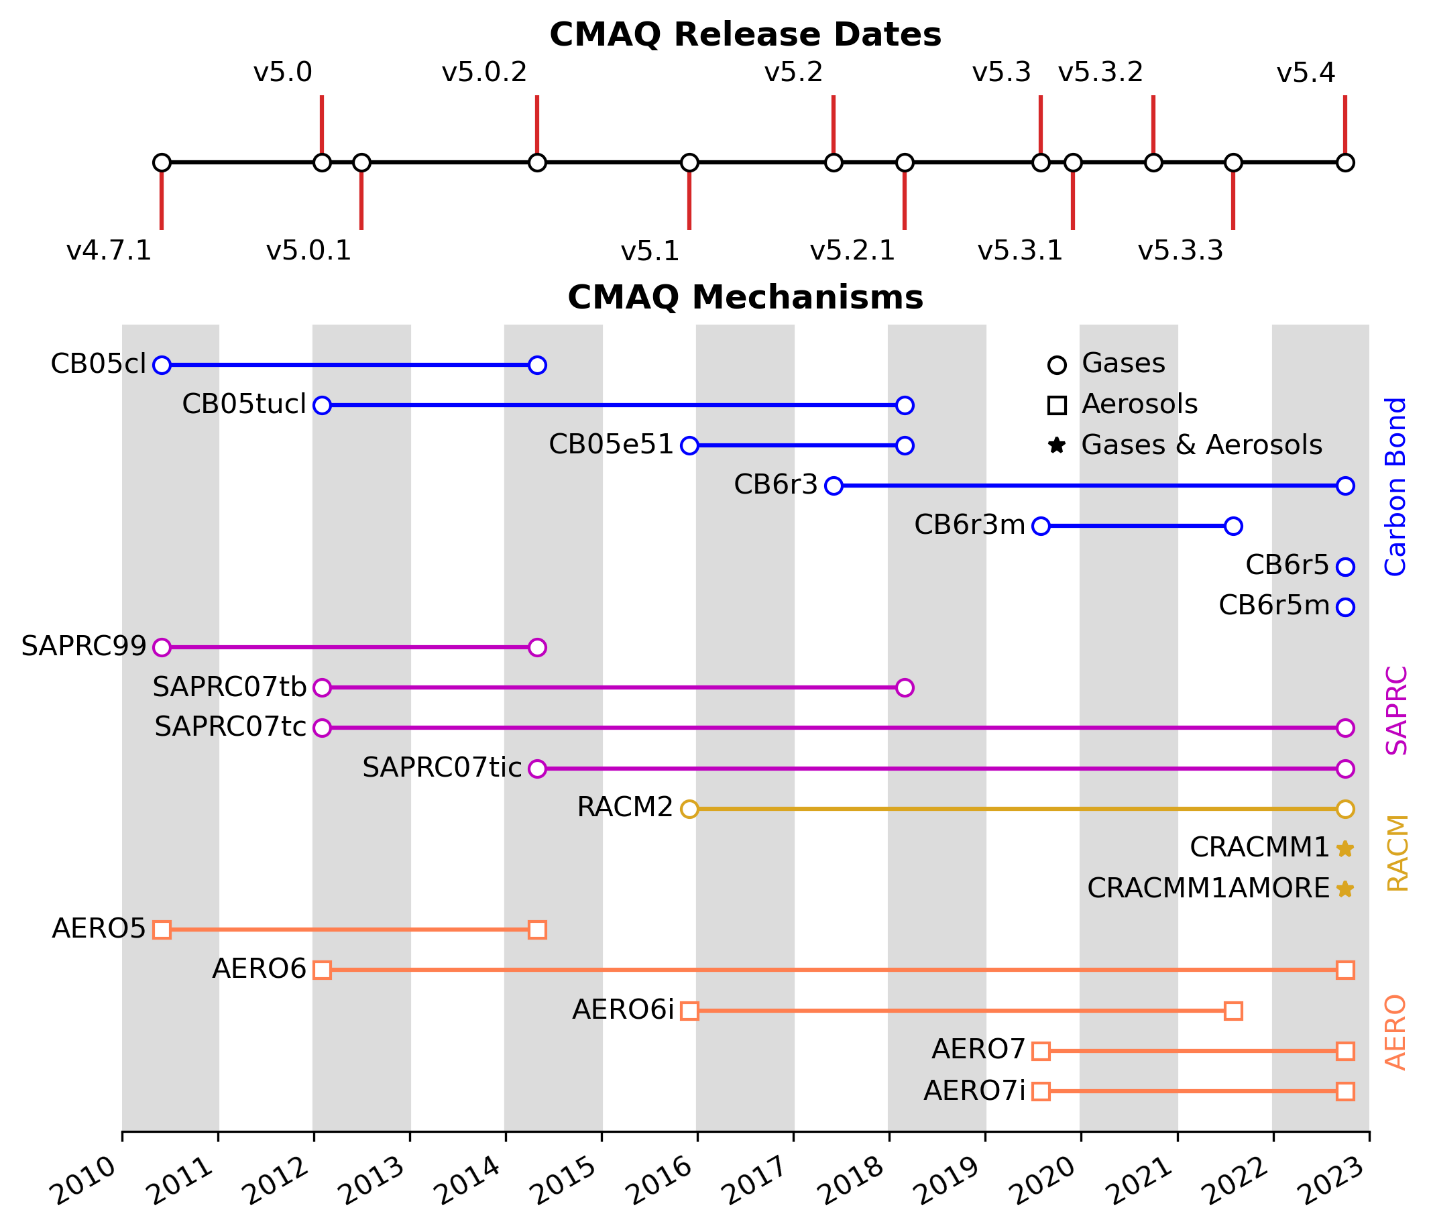 CMAQ Release Dates
v5.0
v5.0.2
v5.2
v5.3
v5.3.2
v5.4
v4.7.1
v5.0.1
v5.1
v5.2.1
v5.3.1
v5.3.3
CMAQ Mechanisms
CB05cl
CB05tucl
CB05e51
CB6r3
CB6r3m
CB6r5
CB6r5m
SAPRC99
SAPRC07tb
SAPRC07tc
SAPRC07tic
RACM2
CRACMM1
CRACMM1AMORE
AERO5
AERO6
AERO6i
AERO7
AERO7i
Gases
Aerosols
Gases & Aerosols
Carbon Bond
SAPRC
RACM
AERO
2010
2011
2012
2013
2014
2015
2016
2017
2018
2019
2020
2021
2022
2023